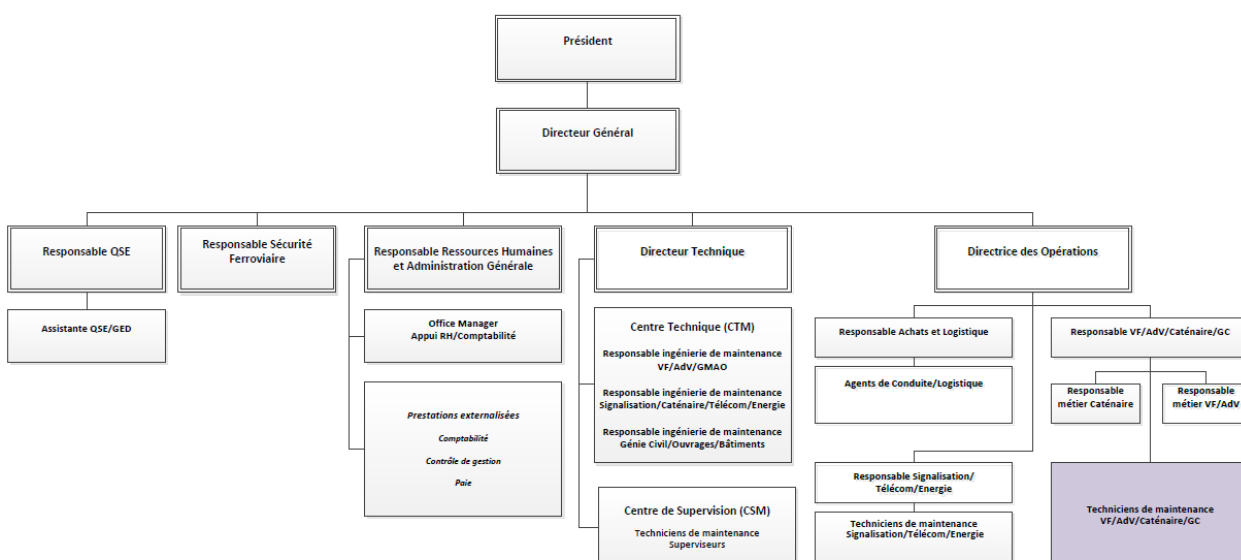 Président
Directeur Général
Responsable QSE
Responsable Sécurité
Ferroviaire
Responsable Ressources Humaines
et Administration Générale
Directeur Technique
Directrice des Opérations
Assistante QSE/GED
Office Manager
Appui RH/Comptabilité
Prestations externalisées
Comptabilité
Contrôle de gestion
Paie
Centre Technique (CTM)
Responsable ingénierie de maintenance
VF/AdV/GMAO
Responsable ingénierie de maintenance
Signalisation/Caténaire/Télécom/Energie
Responsable ingénierie de maintenance
Génie Civil/Ouvrages/Bâtiments
Centre de Supervision (CSM)
Techniciens de maintenance
Superviseurs
Responsable Achats et Logistique
Agents de Conduite/Logistique
Responsable Signalisation/
Télécom/Energie
Techniciens de maintenance
Signalisation/Télécom/Energie
Responsable VF/AdV/Caténaire/GC
Responsable
métier Caténaire
Responsable
métier VF/AdV
Techniciens de maintenance
VF/AdV/Caténaire/GC